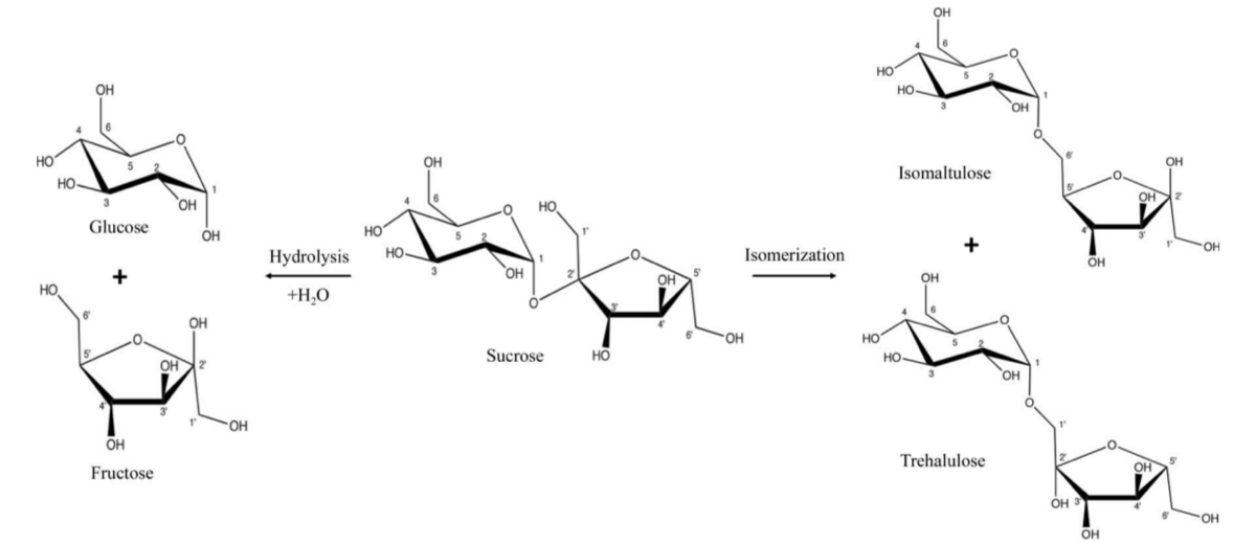 OH
6
4
O
HO
5
2
HO
1
3
OH
OH
Glucose
+
HO
6'
OH
O
5'
OH
2'
4'
3'
1'
OH
OH
Fructose
Hydrolysis
+H₂O
OH
6
4
O
HO
5
2
HO
3
1
OH
O
HO
1'
O
2'
5'
OH
3'
4'
HO
6'
OH
Sucrose
Isomerization
OH
6
4
O
HO
5
2
HO
1
3
OH
O
6'
OH
O
5'
OH
2'
4'
3'
1'
OH
OH
Isomaltulose
+
OH
6
4
O
HO
5
2
HO
1
3
OH
O
1'
O
2'
5'
OH
OH
3'
4'
6'
OH
OH
Trehalulose